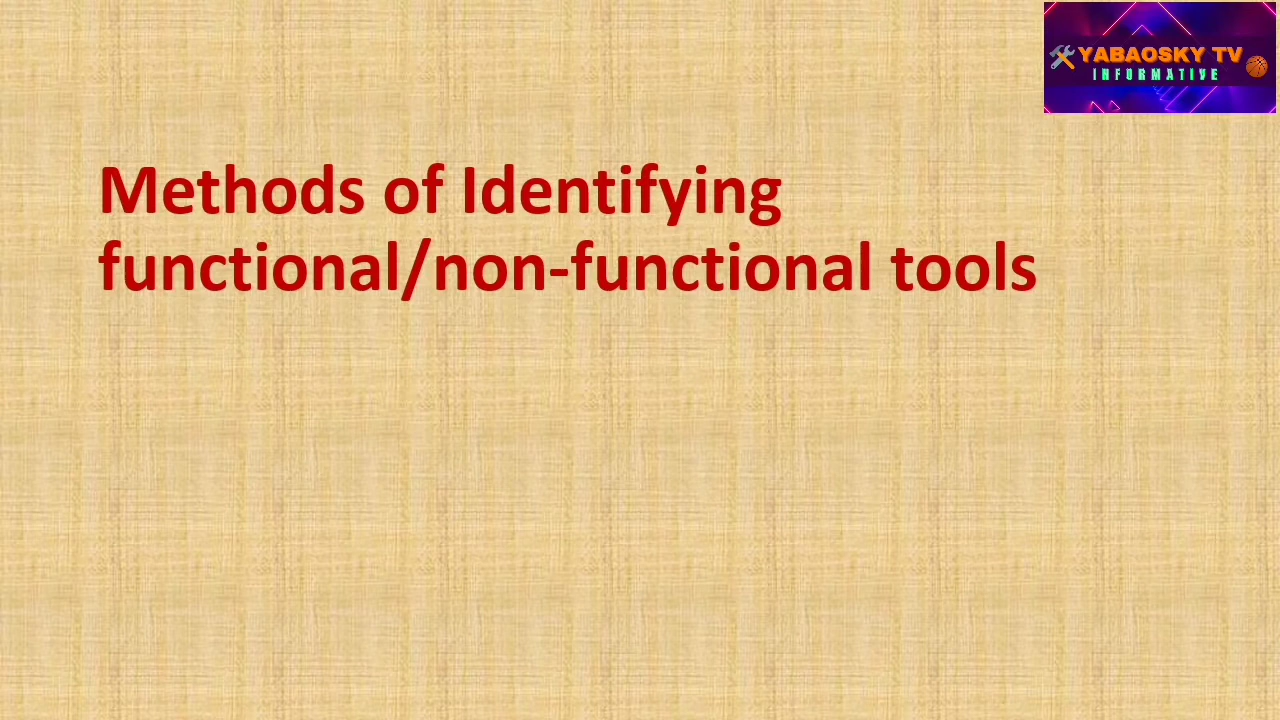 YABAOSKY TV
INFORMATIVE
Methods of Identifying
functional/non-functional tools